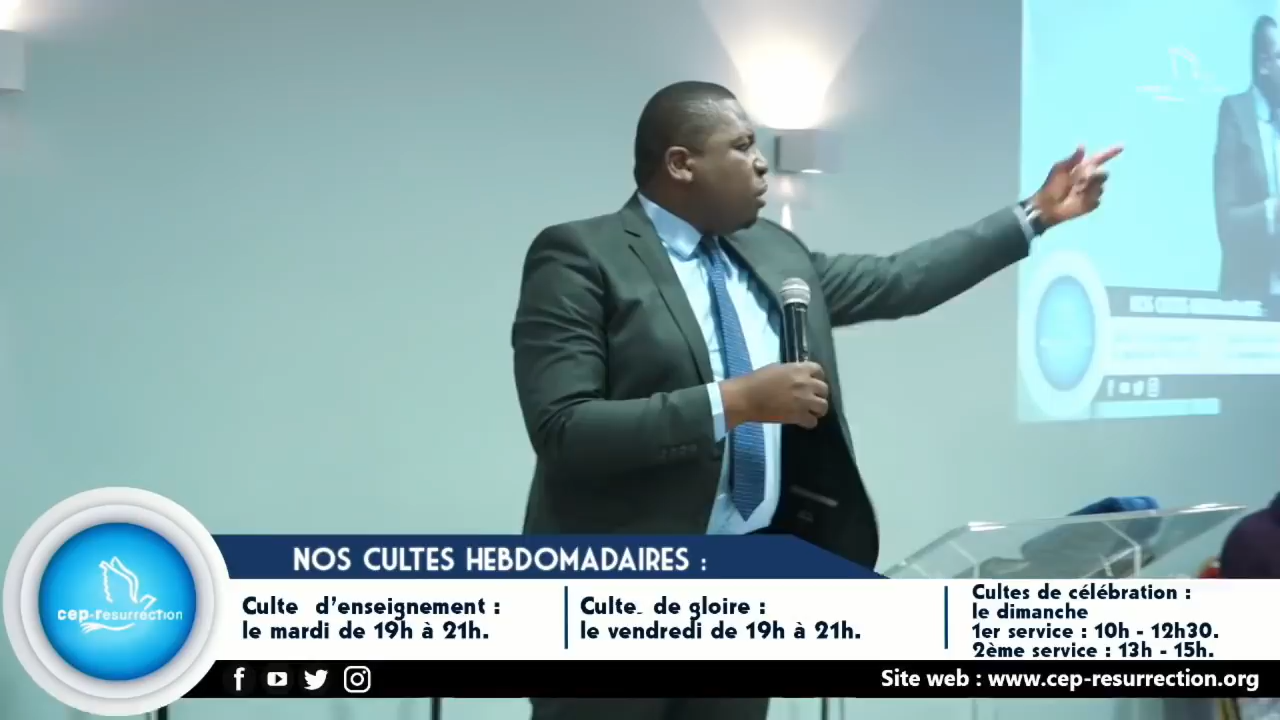 NOS CULTES HEBDOMADAIRES :
Culte d'enseignement :
le mardi de 19h à 21h.
Culte de gloire :
le vendredi de 19h à 21h.
Cultes de célébration :
le dimanche
1er service : 10h - 12h30.
2ème service : 13h - 15h.
cep-resurrection
Site web : www.cep-resurrection.org